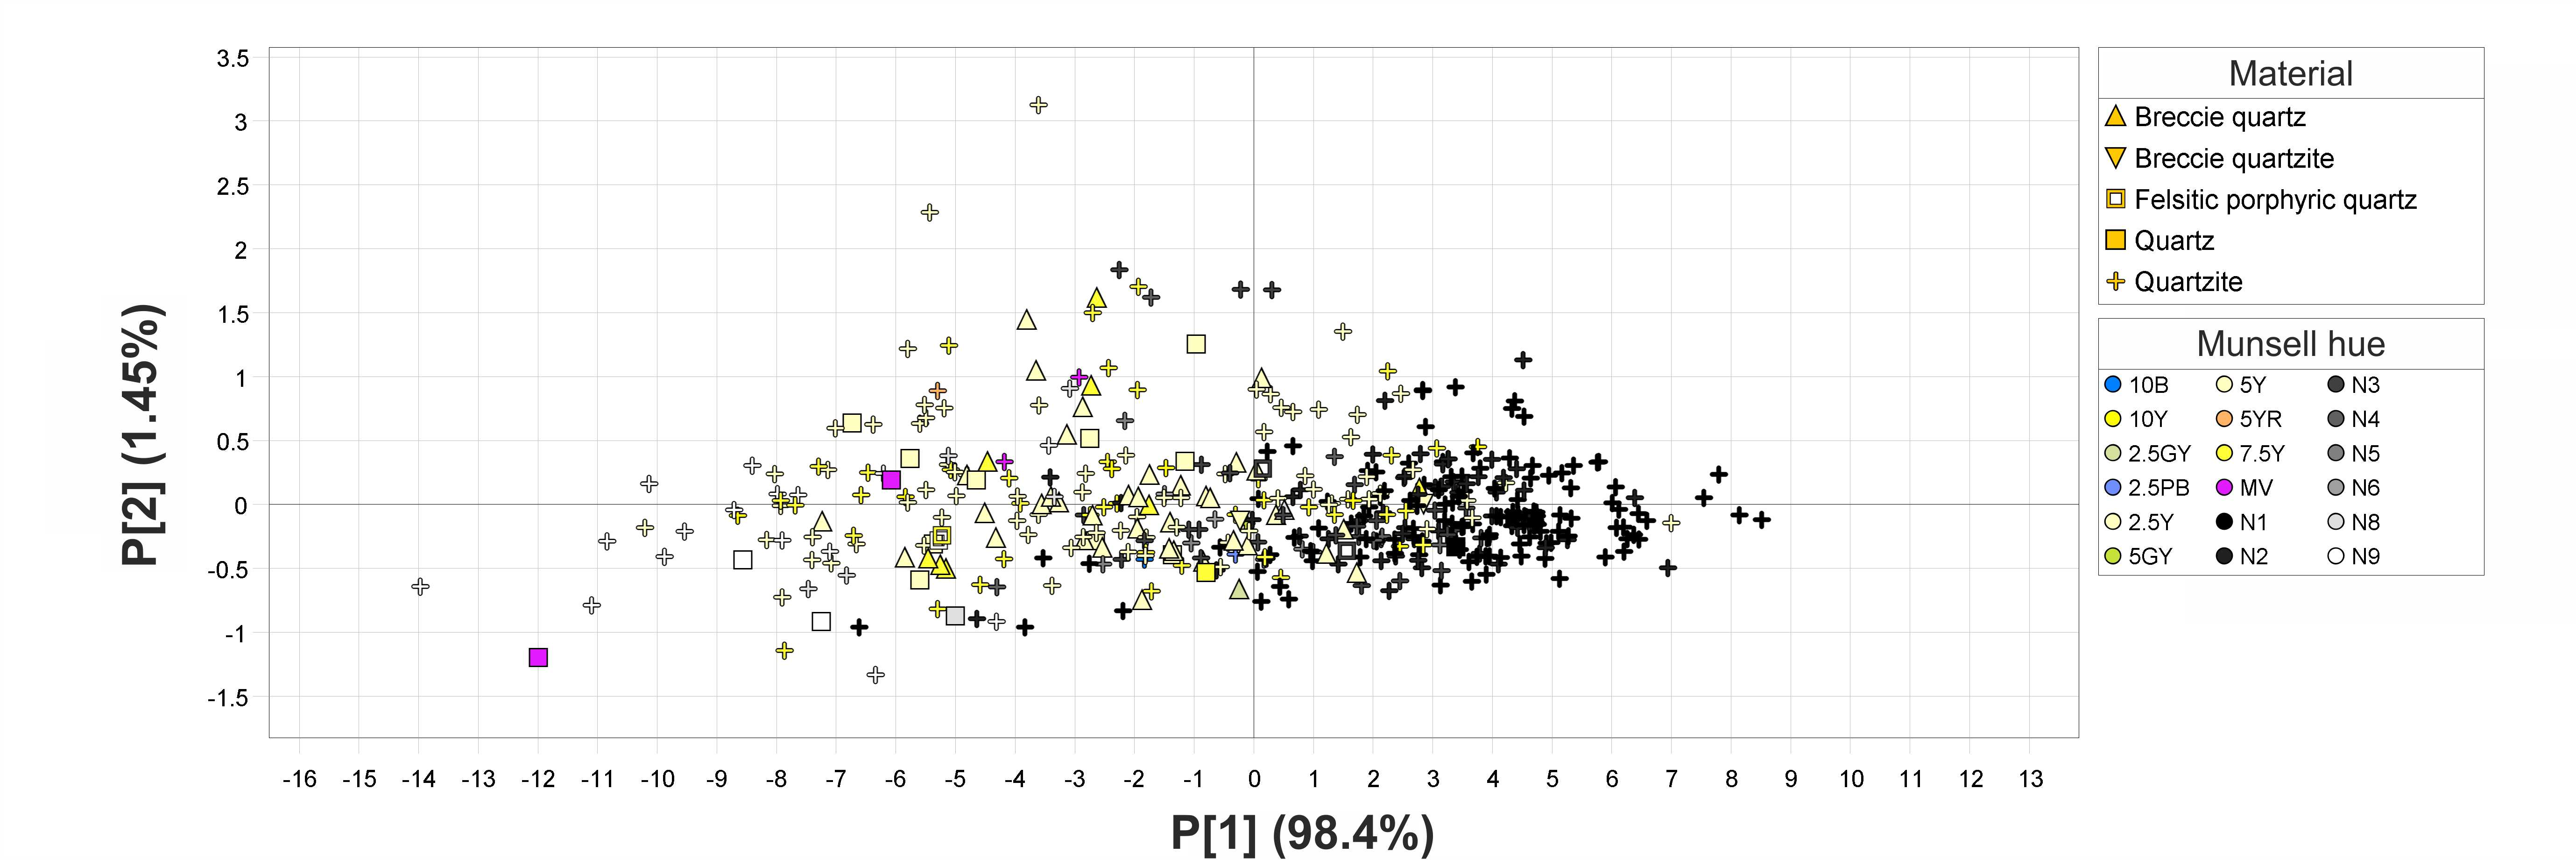 3.5
3
2.5
2
1.5
1
0.5
0
-0.5
-1
-1.5
P[2] (1.45%)
-16 -15 -14 -13 -12 -11 -10 -9 -8 -7 -6 -5 -4 -3 -2 -1 0 1 2 3 4 5 6 7 8 9 10 11 12 13
P[1] (98.4%)
Material
Breccie quartz
Breccie quartzite
Felsitic porphyric quartz
Quartz
Quartzite
Munsell hue
10B 5Y N3
10Y 5YR N4
2.5GY 7.5Y N5
2.5PB MV N6
2.5Y N1 N8
5GY N2 N9